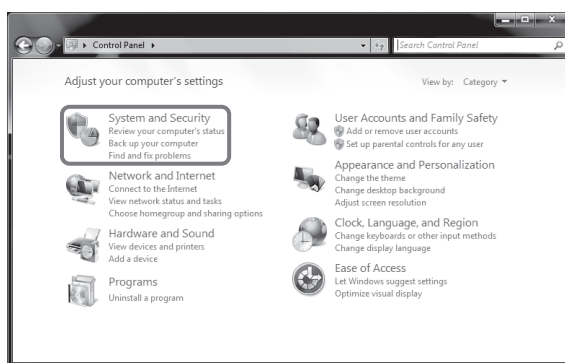 Control Panel
Search Control Panel
Adjust your computer's settings
View by: Category
System and Security
Review your computer's status
Back up your computer
Find and fix problems
Network and Internet
Connect to the Internet
View network status and tasks
Choose homegroup and sharing options
Hardware and Sound
View devices and printers
Add a device
Programs
Uninstall a program
User Accounts and Family Safety
Add or remove user accounts
Set up parental controls for any user
Appearance and Personalization
Change the theme
Change desktop background
Adjust screen resolution
Clock, Language, and Region
Change keyboards or other input methods
Change display language
Ease of Access
Let Windows suggest settings
Optimize visual display